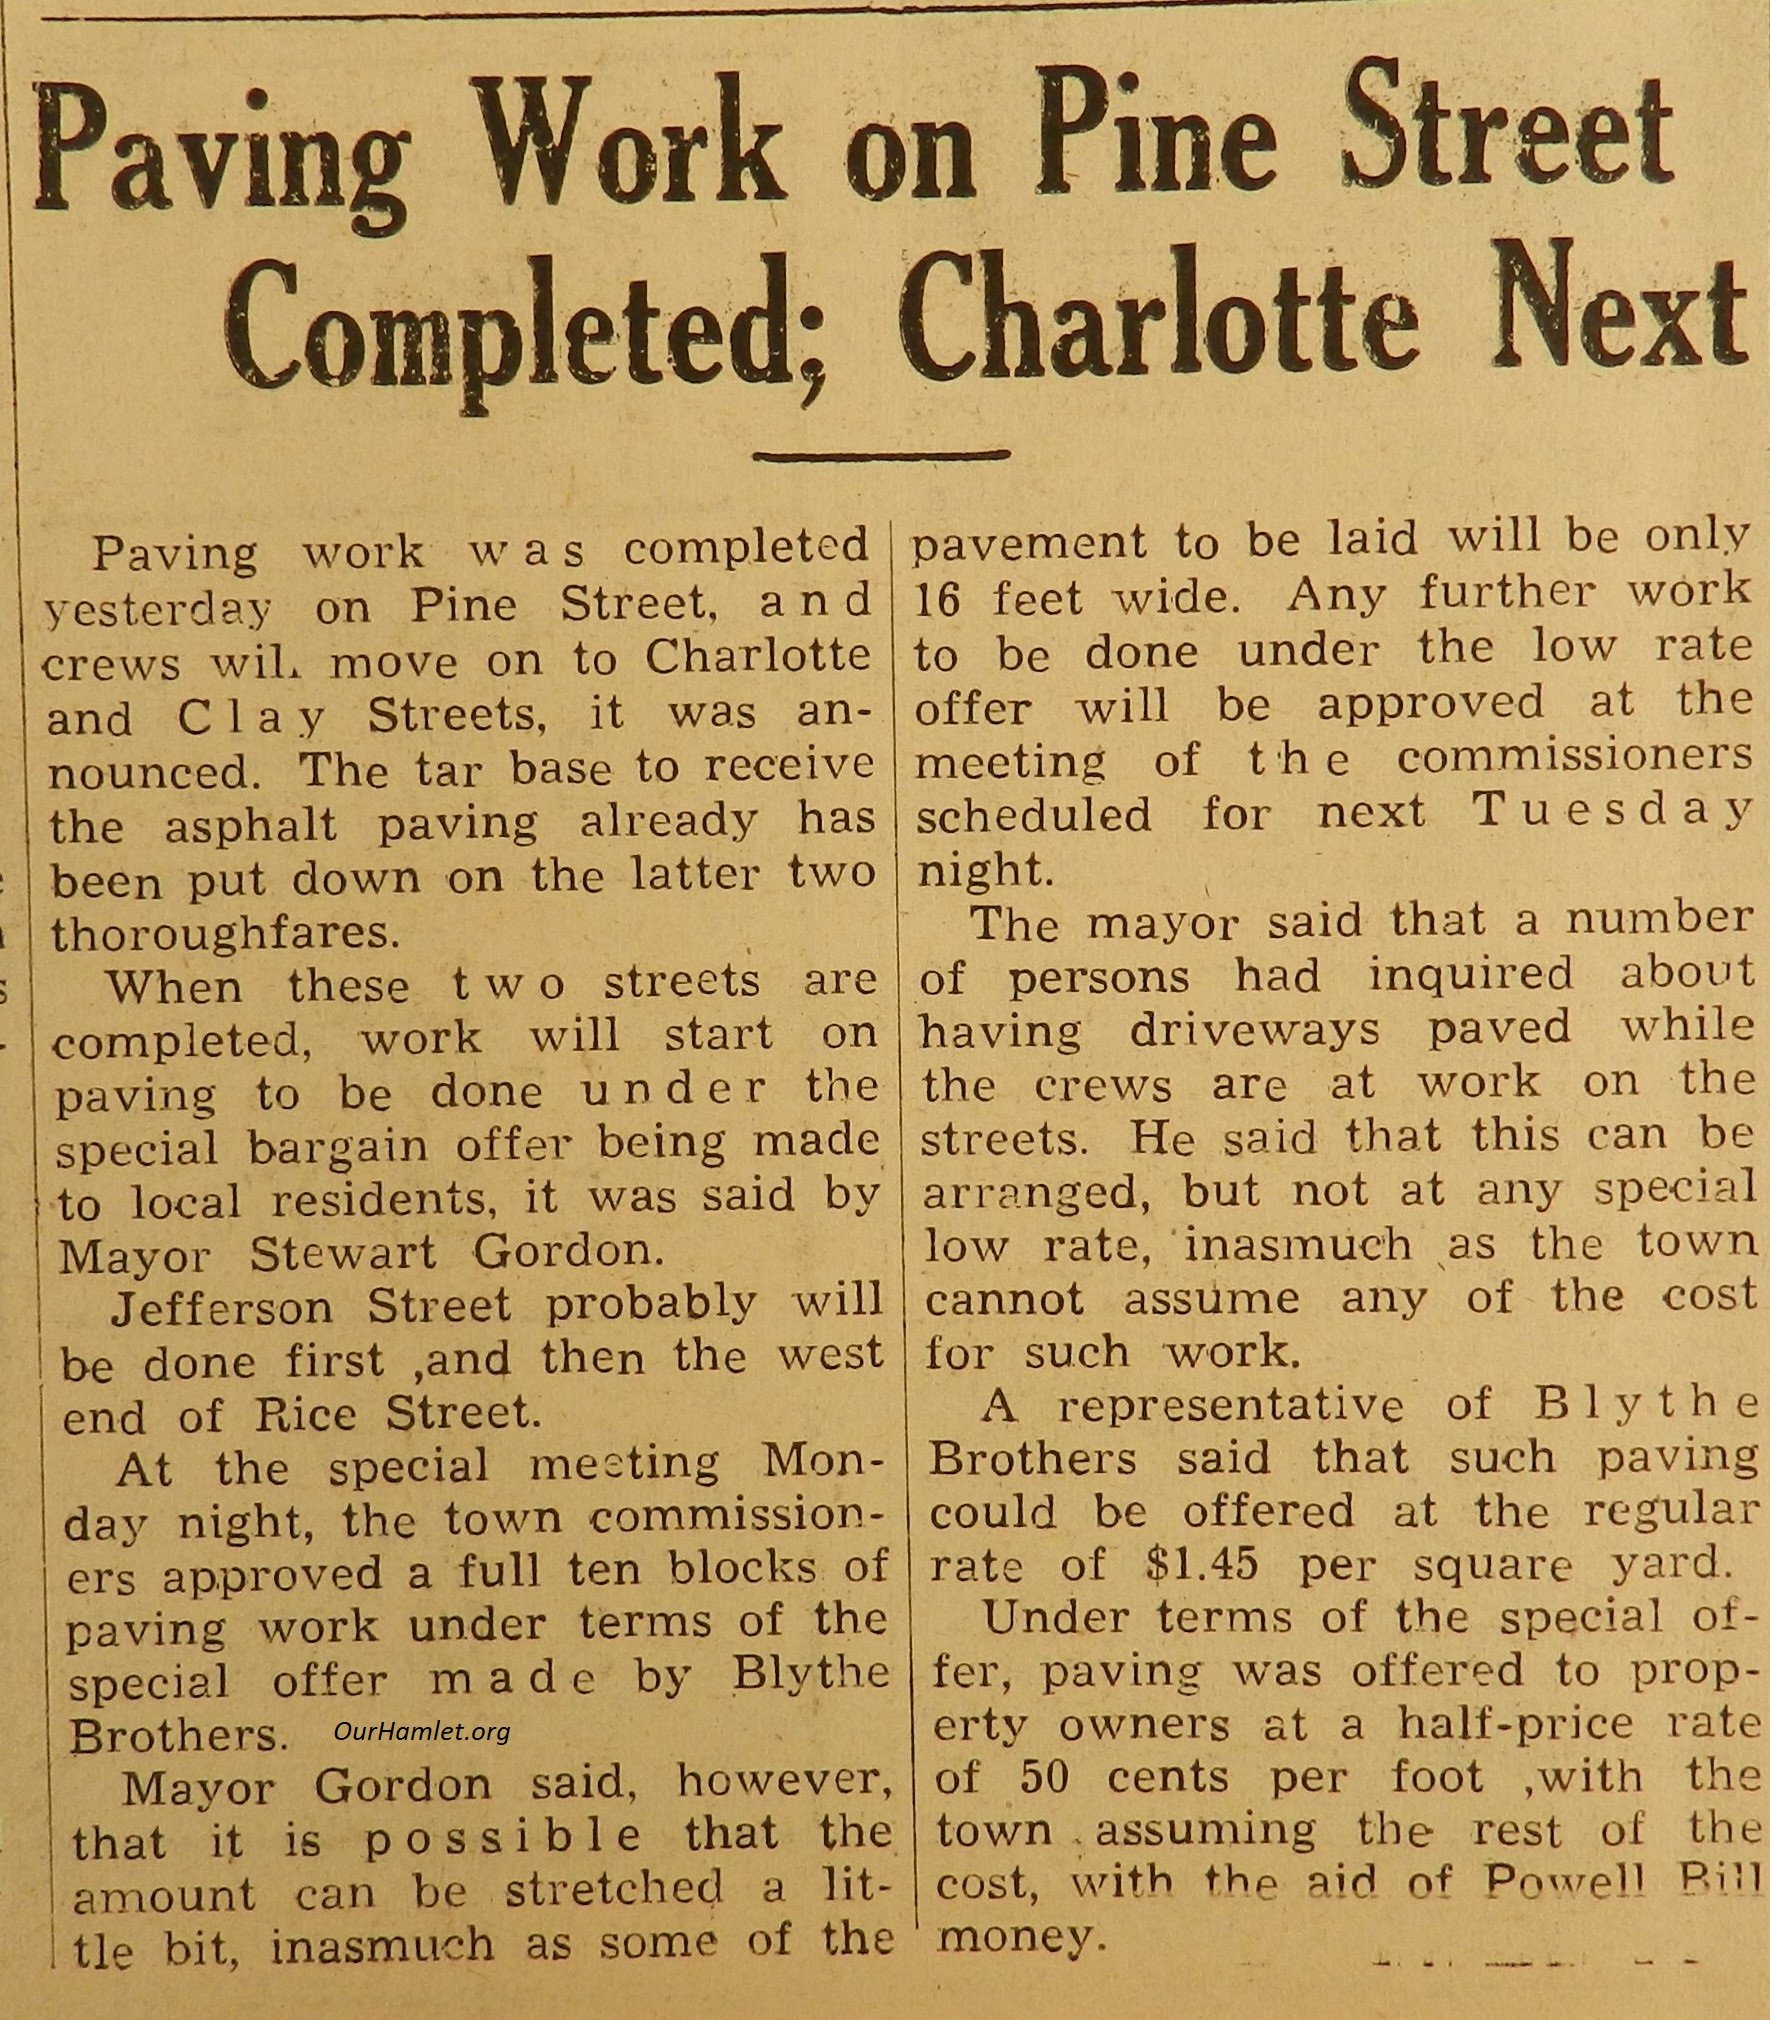 Paving Work on Pine Street
Completed; Charlotte Next
Paving work was completed
yesterday on Pine Street, and
crews wil. move on to Charlotte
and Clay Streets, it was an-
nounced. The tar base to receive
the asphalt paving already has
been put down on the latter two
thoroughfares.
When these two streets are
completed, work will start on
paving to be done under the
special bargain offer being made
to local residents, it was said by
Mayor Stewart Gordon.
Jefferson Street probably will
be done first ,and then the west
end of Rice Street.
At the special meeting Mon-
day night, the town commission-
ers approved a full ten blocks of
paving work under terms of the
special offer made by Blythe
Brothers.
OurHamlet.org
Mayor Gordon said, however,
that it is possible that the
amount can be stretched a lit-
tle bit, inasmuch as some of the
pavement to be laid will be only
16 feet wide. Any further work
to be done under the low rate
offer will be approved at the
meeting of the commissioners
scheduled for next Tuesday
night.
The mayor said that a number
of persons had inquired about
having driveways paved while
the crews are at work on the
streets. He said that this can be
arranged, but not at any special
low rate, inasmuch as the town
cannot assume any of the cost
for such work.
A representative of Blythe
Brothers said that such paving
could be offered at the regular
rate of $1.45 per square yard.
Under terms of the special of-
fer, paving was offered to prop-
erty owners at a half-price rate
of 50 cents per foot ,with the
town assuming the rest of the
cost, with the aid of Powell Bill
money.